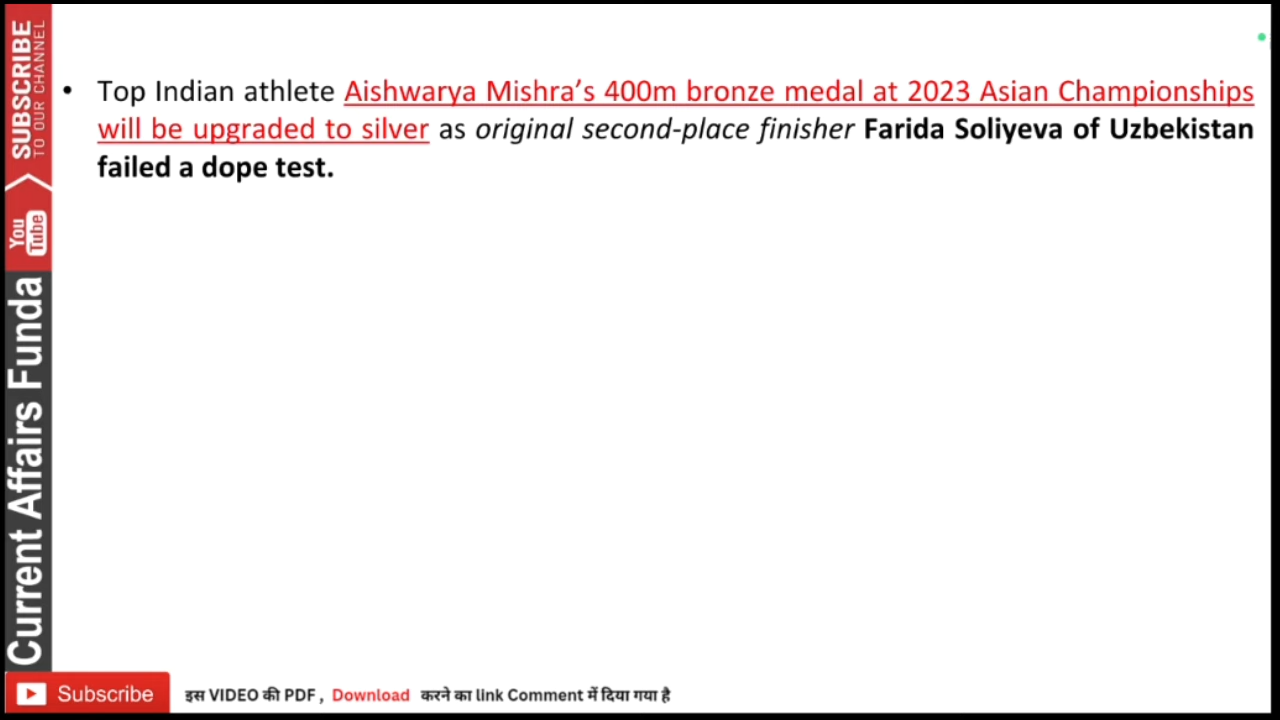 • Top Indian athlete Aishwarya Mishra’s 400m bronze medal at 2023 Asian Championships
will be upgraded to silver as original second-place finisher Farida Soliyeva of Uzbekistan
failed a dope test.
SUBSCRIBE
TO OUR CHANNEL
You
Tube
Current Affairs Funda
Subscribe
इस VIDEO की PDF , Download करने का link Comment में दिया गया है